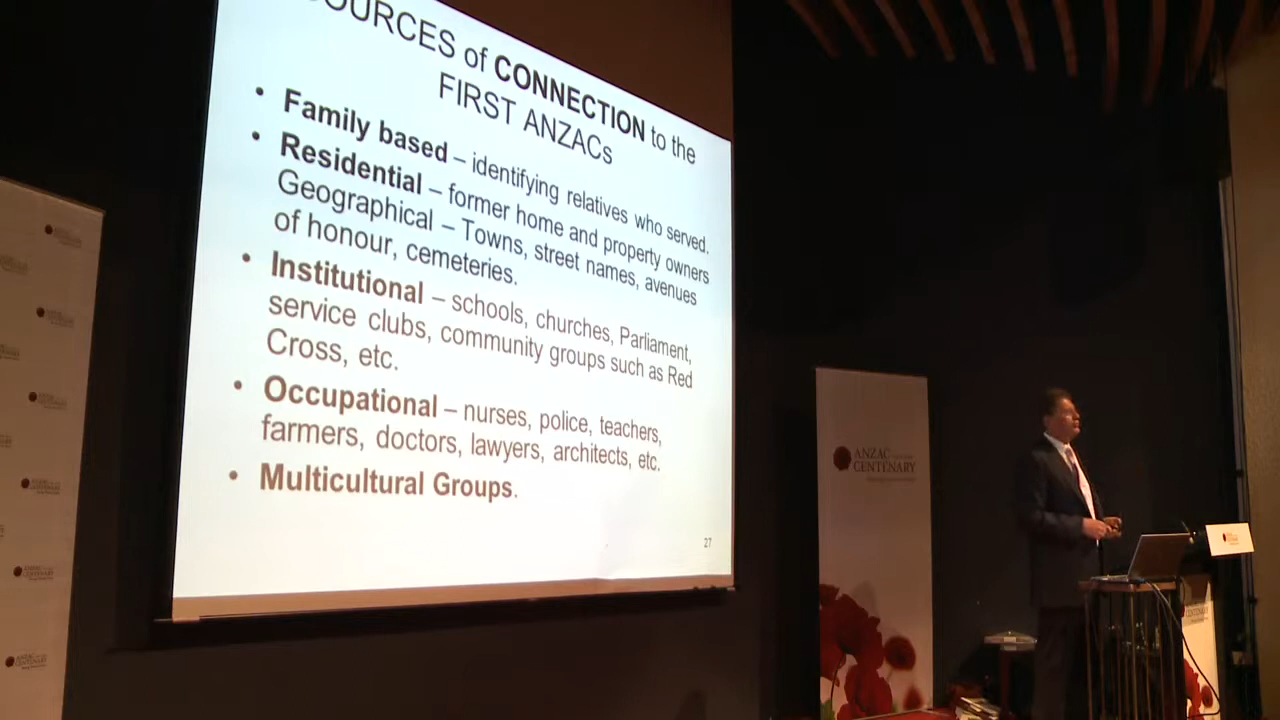 SOURCES of CONNECTION to the
FIRST ANZACs
• Family based – identifying relatives who served.
• Residential – former home and property owners
Geographical – Towns, street names, avenues
of honour, cemeteries.
• Institutional – schools, churches, Parliament,
service clubs, community groups such as Red
Cross, etc.
• Occupational – nurses, police, teachers,
farmers, doctors, lawyers, architects, etc.
• Multicultural Groups.
27
ANZAC
CENTENARY